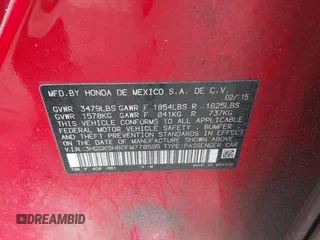 MFD.BY HONDA DE MEXICO S.A. DE C.V.
02/15
GVWR 3479LBS GAWR F 1854LBS R 1625LBS
GVWR 1578KG GAWR F 841KG R 737KG
THIS VEHICLE CONFORMS TO ALL APPLICABLE
FEDERAL MOTOR VEHICLE SAFETY, BUMPER,
AND THEFT PREVENTION STANDARDS IN EFFECT ON
THE DATE OF MANUFACTURE SHOWN ABOVE.
V.I.N.: TYPE:PASSENGER CAR
AUTOBIDMASTER